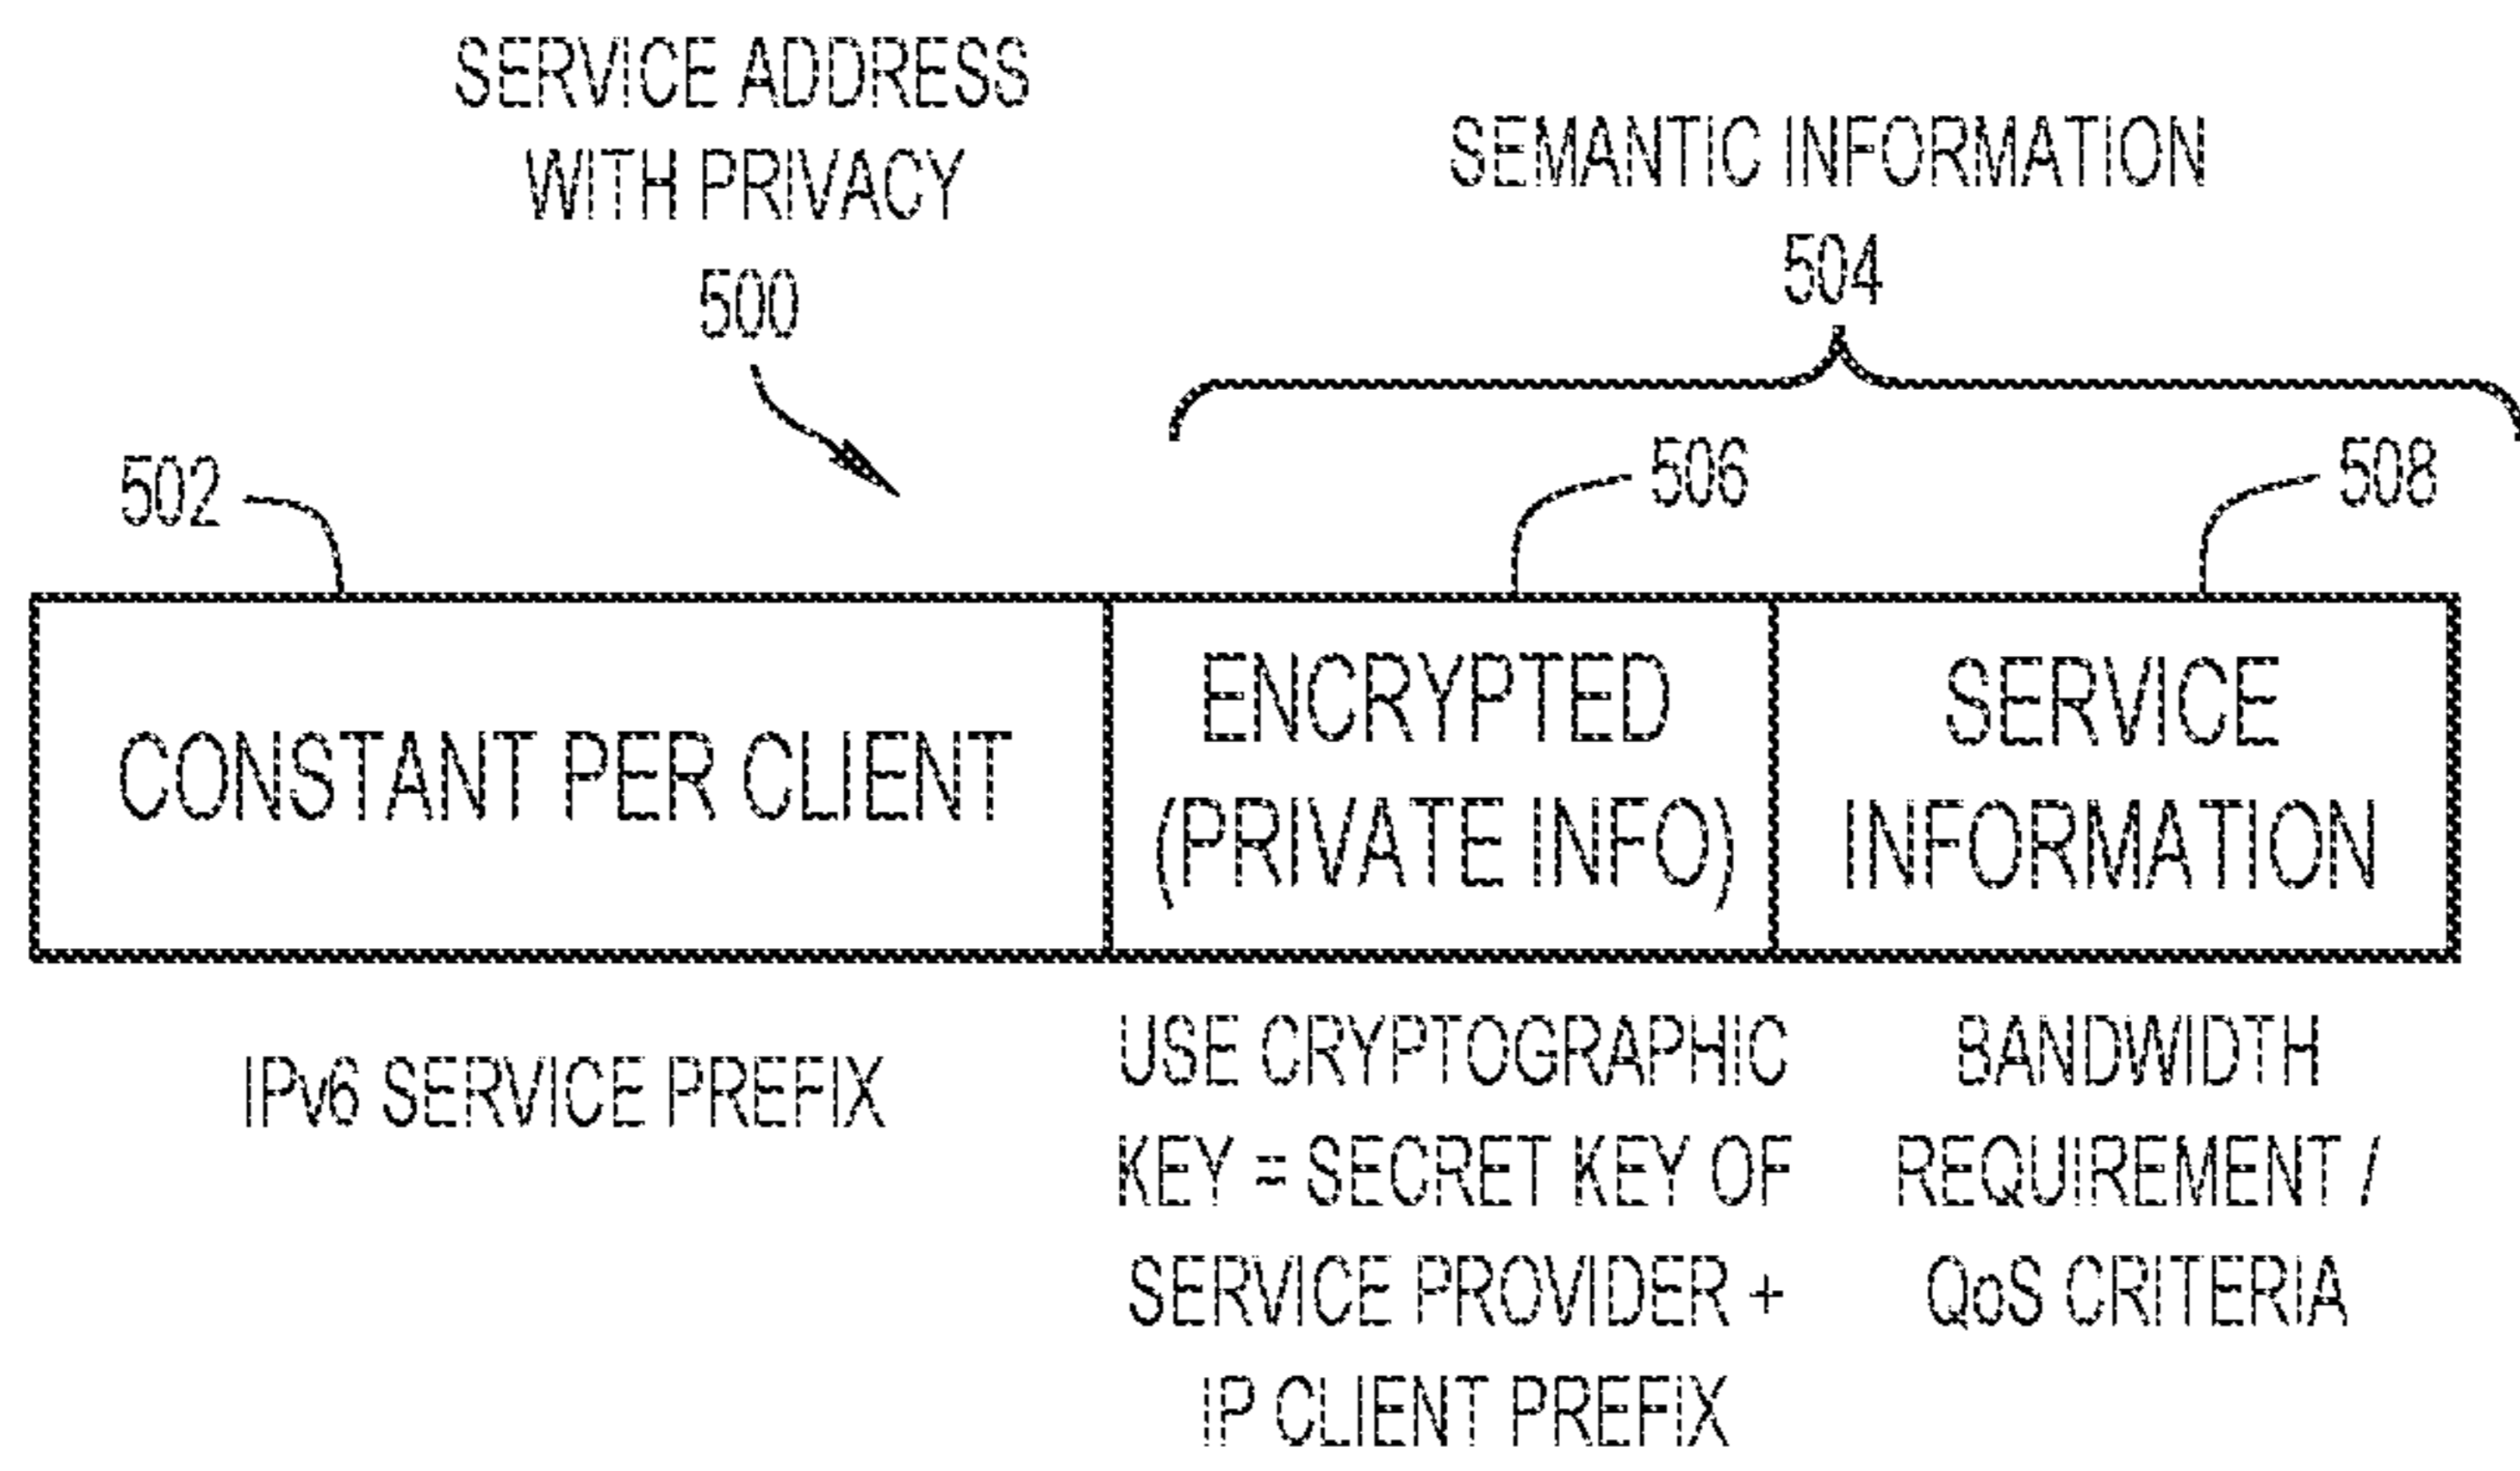 SERVICE ADDRESS
WITH PRIVACY
500
SEMANTIC INFORMATION
504
502
506
508
CONSTANT PER CLIENT
ENCRYPTED
(PRIVATE INFO)
SERVICE
INFORMATION
IPv6 SERVICE PREFIX
USE CRYPTOGRAPHIC
KEY = SECRET KEY OF
SERVICE PROVIDER +
IP CLIENT PREFIX
BANDWIDTH
REQUIREMENT /
QoS CRITERIA